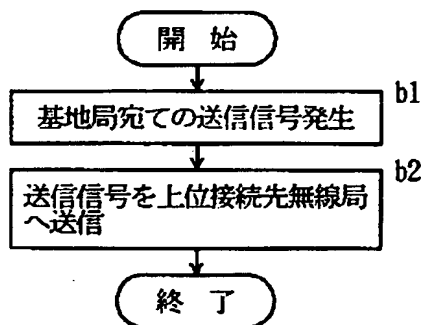 開 始
b1
基地局宛ての送信信号発生
b2
送信信号を上位接続先無線局
へ送信
終 了